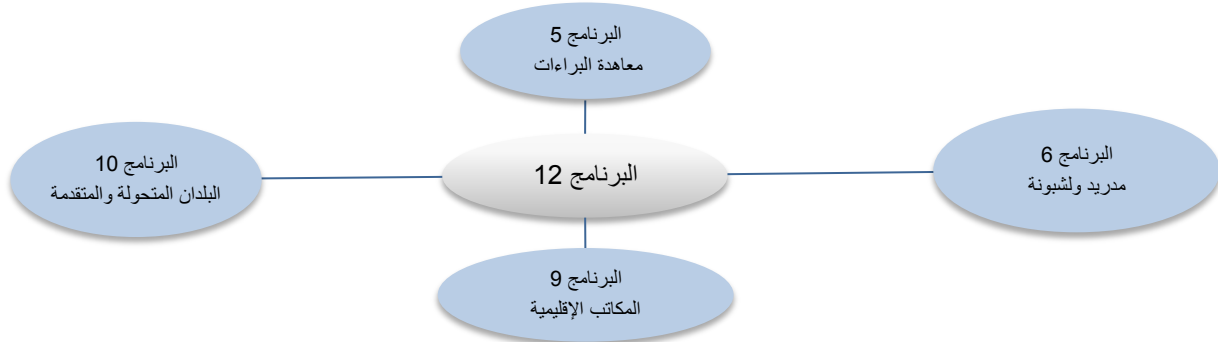 البرنامج 5
معاهدة البراءات
البرنامج 6
مدريد ولشبونة
البرنامج 12
البرنامج 10
البلدان المتحولة والمتقدمة
البرنامج 9
المكاتب الإقليمية